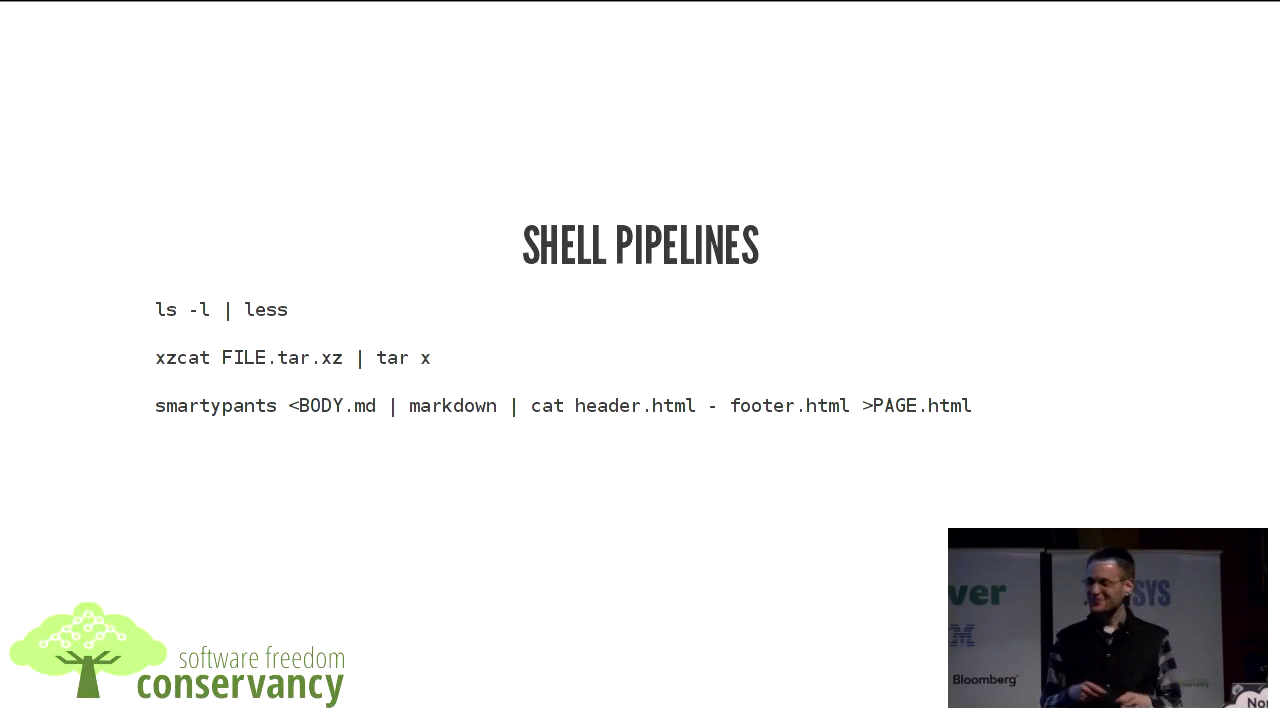 SHELL PIPELINES
ls -l | less
xzcat FILE.tar.xz | tar x
smartypants <BODY.md | markdown | cat header.html - footer.html >PAGE.html
software freedom
conservancy
Bloomberg